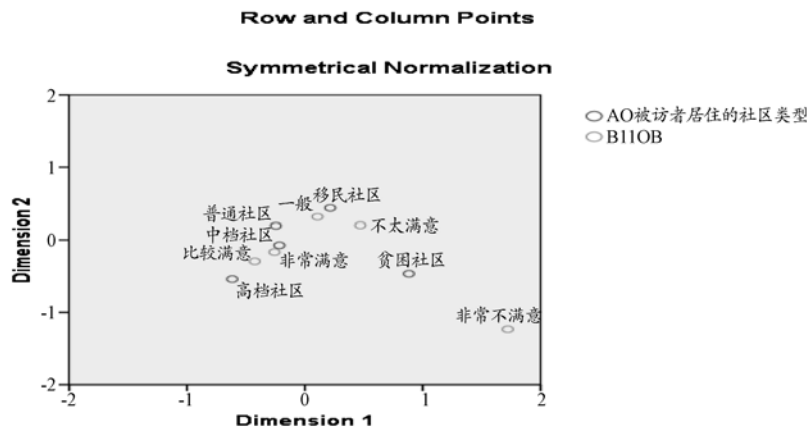 Row and Column Points
Symmetrical Normalization
AO被访者居住的社区类型
B11OB
Dimension 2
2
1
0
-1
-2
一般
移民社区
普通社区
不太满意
中档社区
比较满意
非常满意
贫困社区
高档社区
非常不满意
-2
-1
0
1
2
Dimension 1